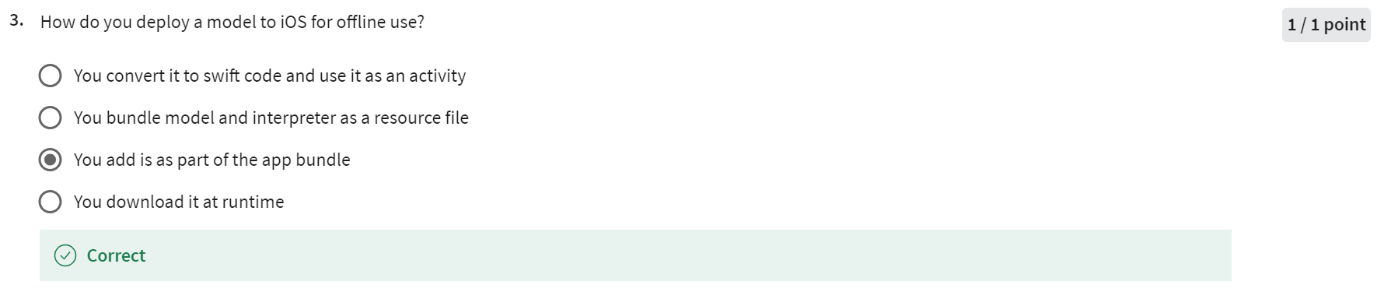 3. How do you deploy a model to iOS for offline use?
1 / 1 point
You convert it to swift code and use it as an activity
You bundle model and interpreter as a resource file
You add is as part of the app bundle
You download it at runtime
Correct